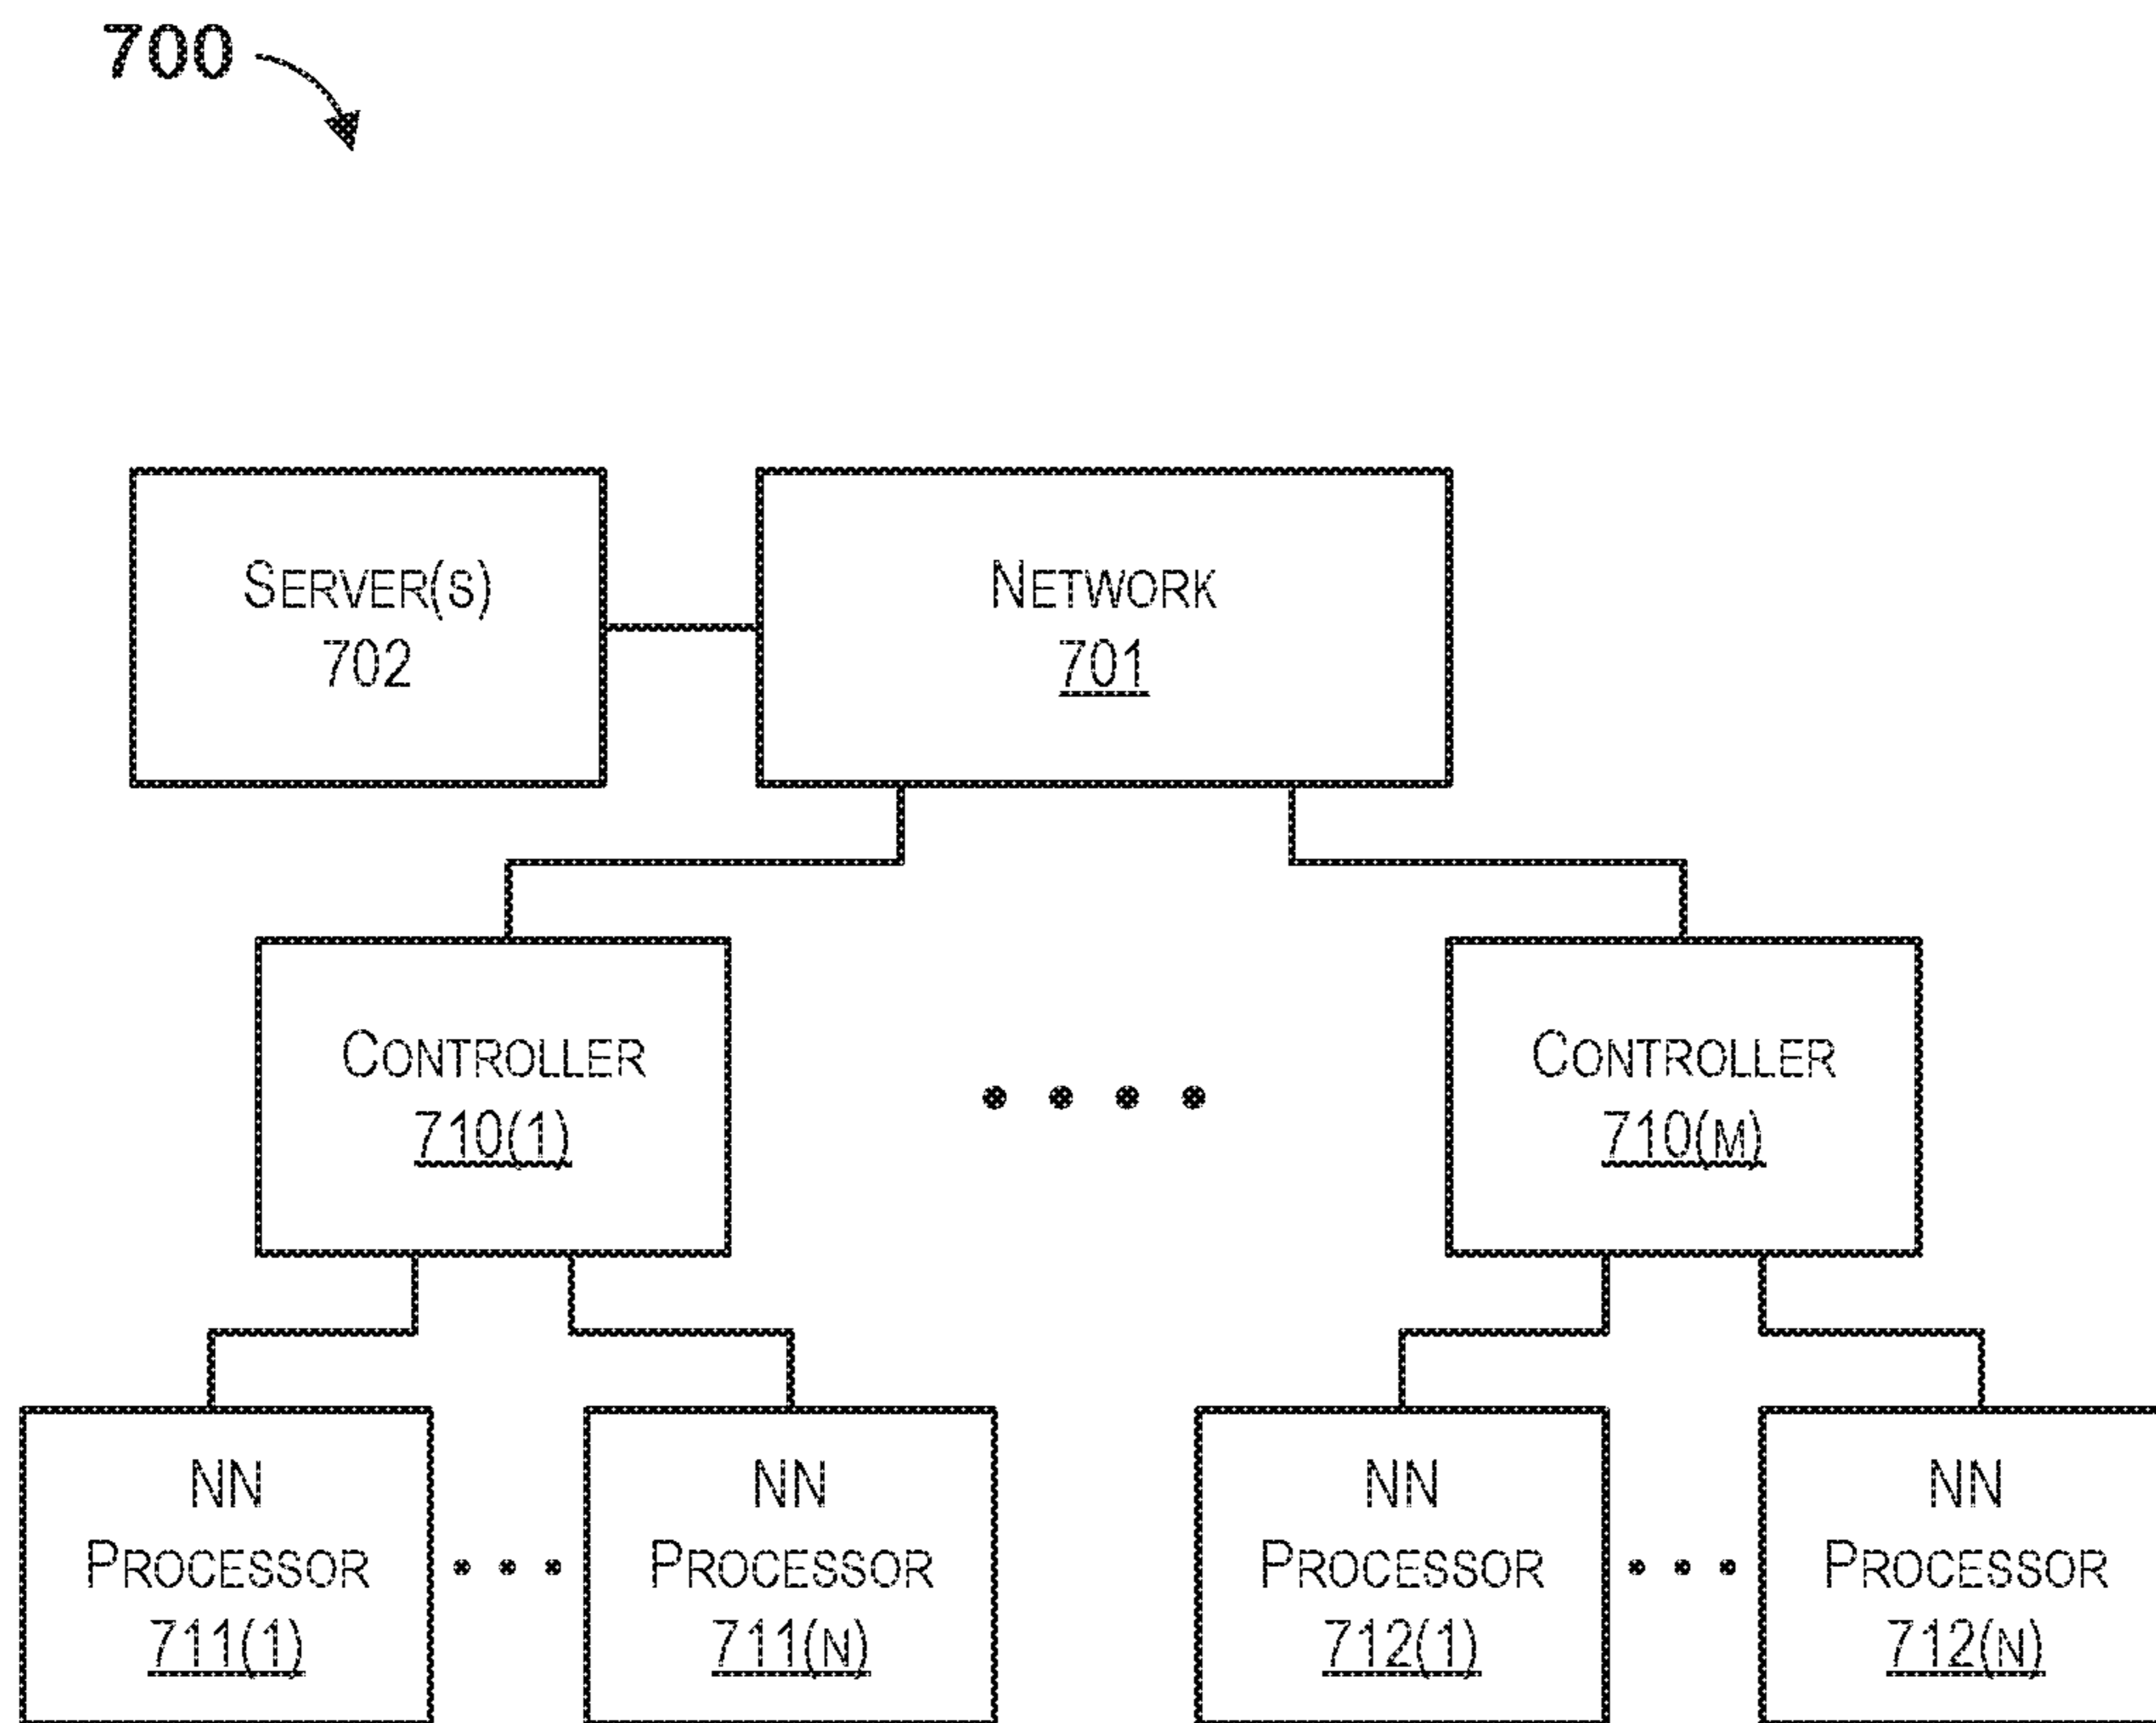 700
SERVER(S)
702
NETWORK
701
CONTROLLER
710(1)
CONTROLLER
710(M)
NN
PROCESSOR
711(1)
NN
PROCESSOR
711(N)
NN
PROCESSOR
712(1)
NN
PROCESSOR
712(N)